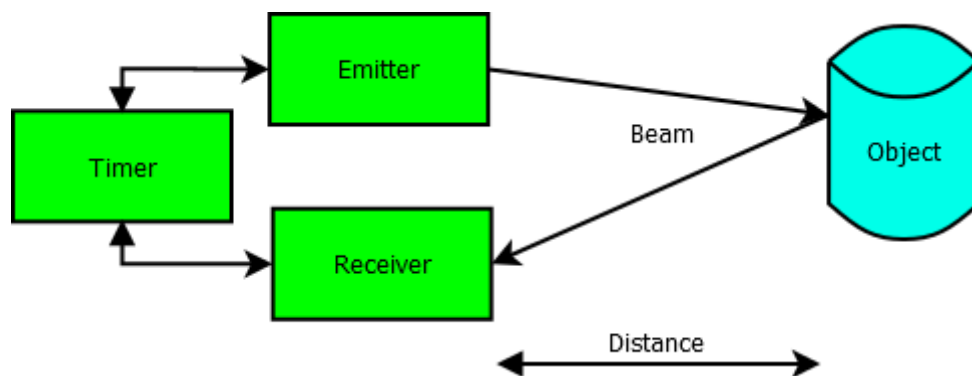 Emitter
Timer
Beam
Object
Receiver
Distance